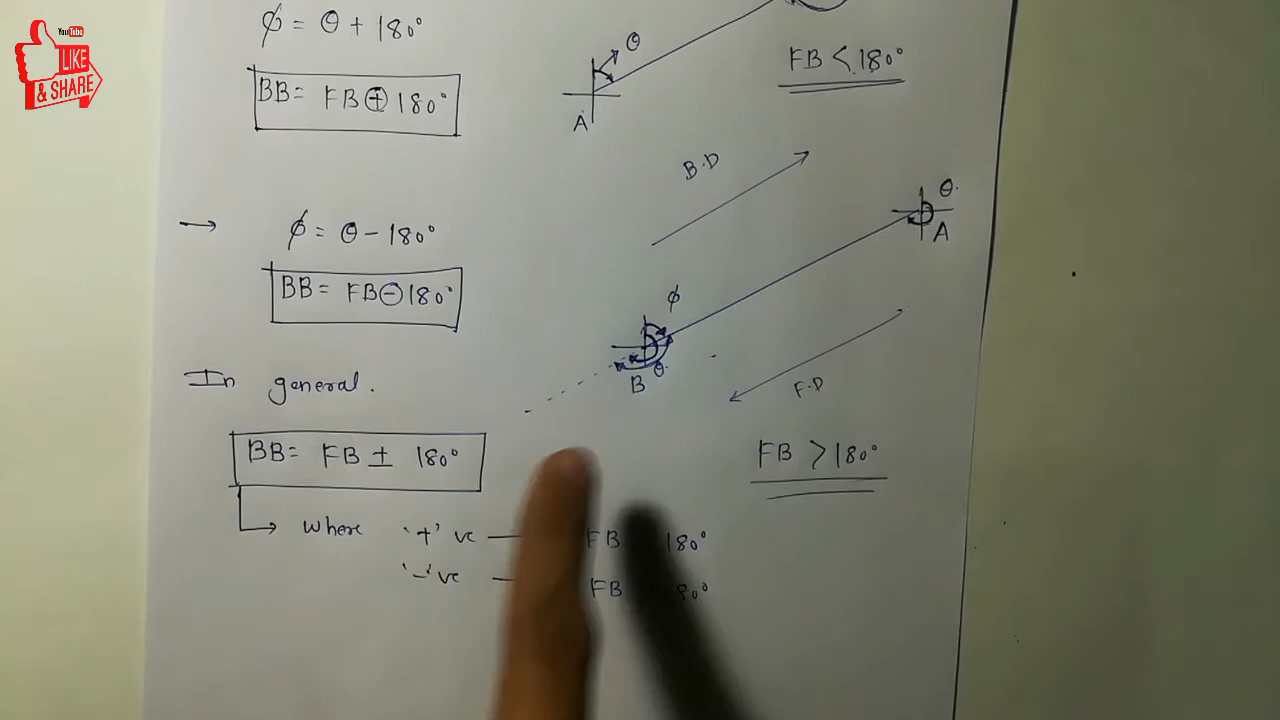 YouTube
LIKE
& SHARE
ϕ = θ + 180°
BB = FB ⊕ 180°
θ
A
FB < 180°
B.D
θ.
A
→ ϕ = θ - 180°
BB = FB ⊖ 180°
ϕ
B θ.
F.D
In general.
BB = FB ± 180°
FB > 180°
where '+' ve — FB 180°
'-' ve — FB 80°